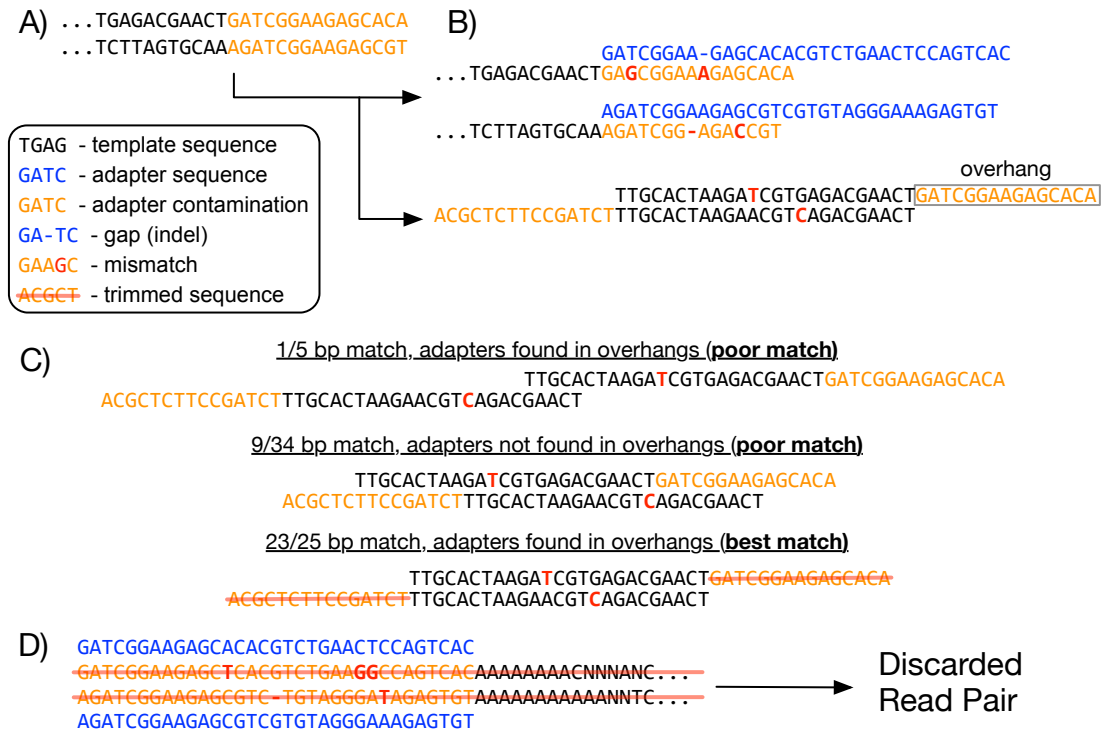 A)
...TGAGACGAACTGATCGGAAGAGCACA
...TCTTAGTGCAAAGATCGGAAGAGCGT
B)
GATCGGAA-GAGCACACGTCTGAACTCCAGTCAC
...TGAGACGAACTGAGCGGAAAGAGCACA
AGATCGGAAGAGCGTCGTGTAGGGAAAGAGTGT
...TCTTAGTGCAAAGATCGG-AGACCGT
overhang
TTGCACTAAGATCGTGAGACGAACTGATCGGAAGAGCACA
ACGCTCTTCCGATCTTTGCACTAAGAACGTCAGACGAACT
TGAG - template sequence
GATC - adapter sequence
GATC - adapter contamination
GA-TC - gap (indel)
GAAGC - mismatch
ACGCT - trimmed sequence
C)
1/5 bp match, adapters found in overhangs (poor match)
TTGCACTAAGATCGTGAGACGAACTGATCGGAAGAGCACA
ACGCTCTTCCGATCTTTGCACTAAGAACGTCAGACGAACT
9/34 bp match, adapters not found in overhangs (poor match)
TTGCACTAAGATCGTGAGACGAACTGATCGGAAGAGCACA
ACGCTCTTCCGATCTTTGCACTAAGAACGTCAGACGAACT
23/25 bp match, adapters found in overhangs (best match)
TTGCACTAAGATCGTGAGACGAACTGATCGGAAGAGCACA
ACGCTCTTCCGATCTTTGCACTAAGAACGTCAGACGAACT
D)
GATCGGAAGAGCACACGTCTGAACTCCAGTCAC
GATCGGAAGAGCTCACGTCTGAAGGCCAGTCACAAAAAAAACNNNANC...
AGATCGGAAGAGCGTC-TGTAGGGATAGAGTGTAAAAAAAAAAAANNTC...
AGATCGGAAGAGCGTCGTGTAGGGAAAGAGTGT
Discarded
Read Pair